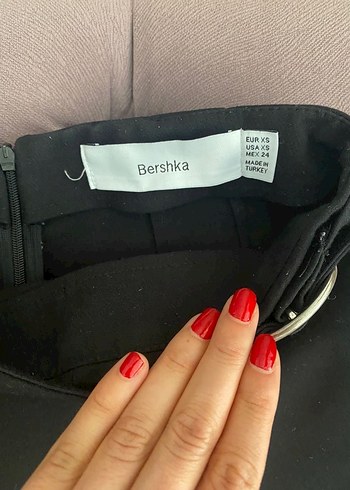 Bershka
EUR XS
USA XS
MEX 24
MADE IN
TURKEY